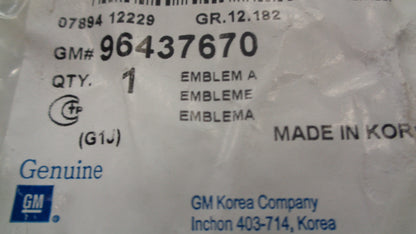 07894 12229 GR.12.182
GM# 96437670
QTY. 1 EMBLEM A
EMBLEME
EMBLEMA
(G1J)
MADE IN KOR
Genuine
GM
GM Korea Company
Inchon 403-714, Korea